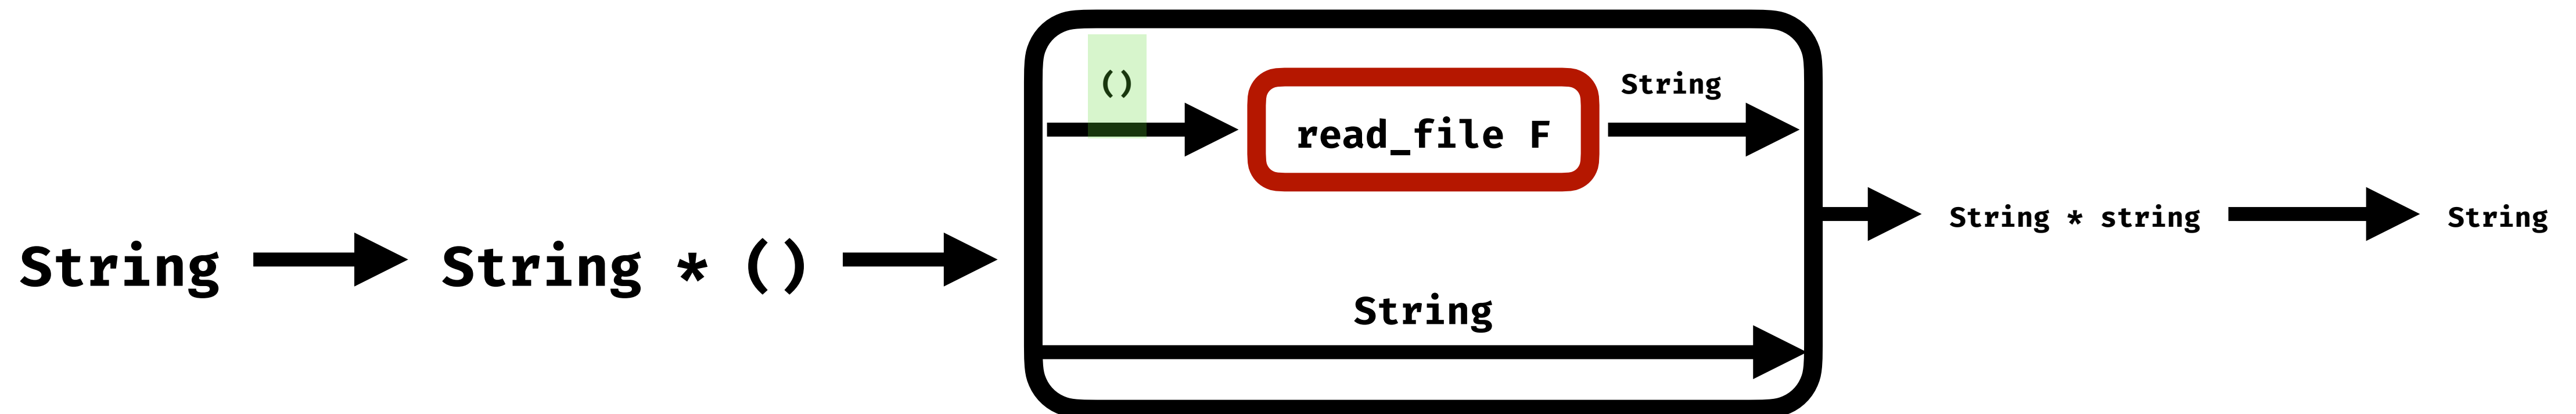 () String
read_file F
String String * () String * string String
String